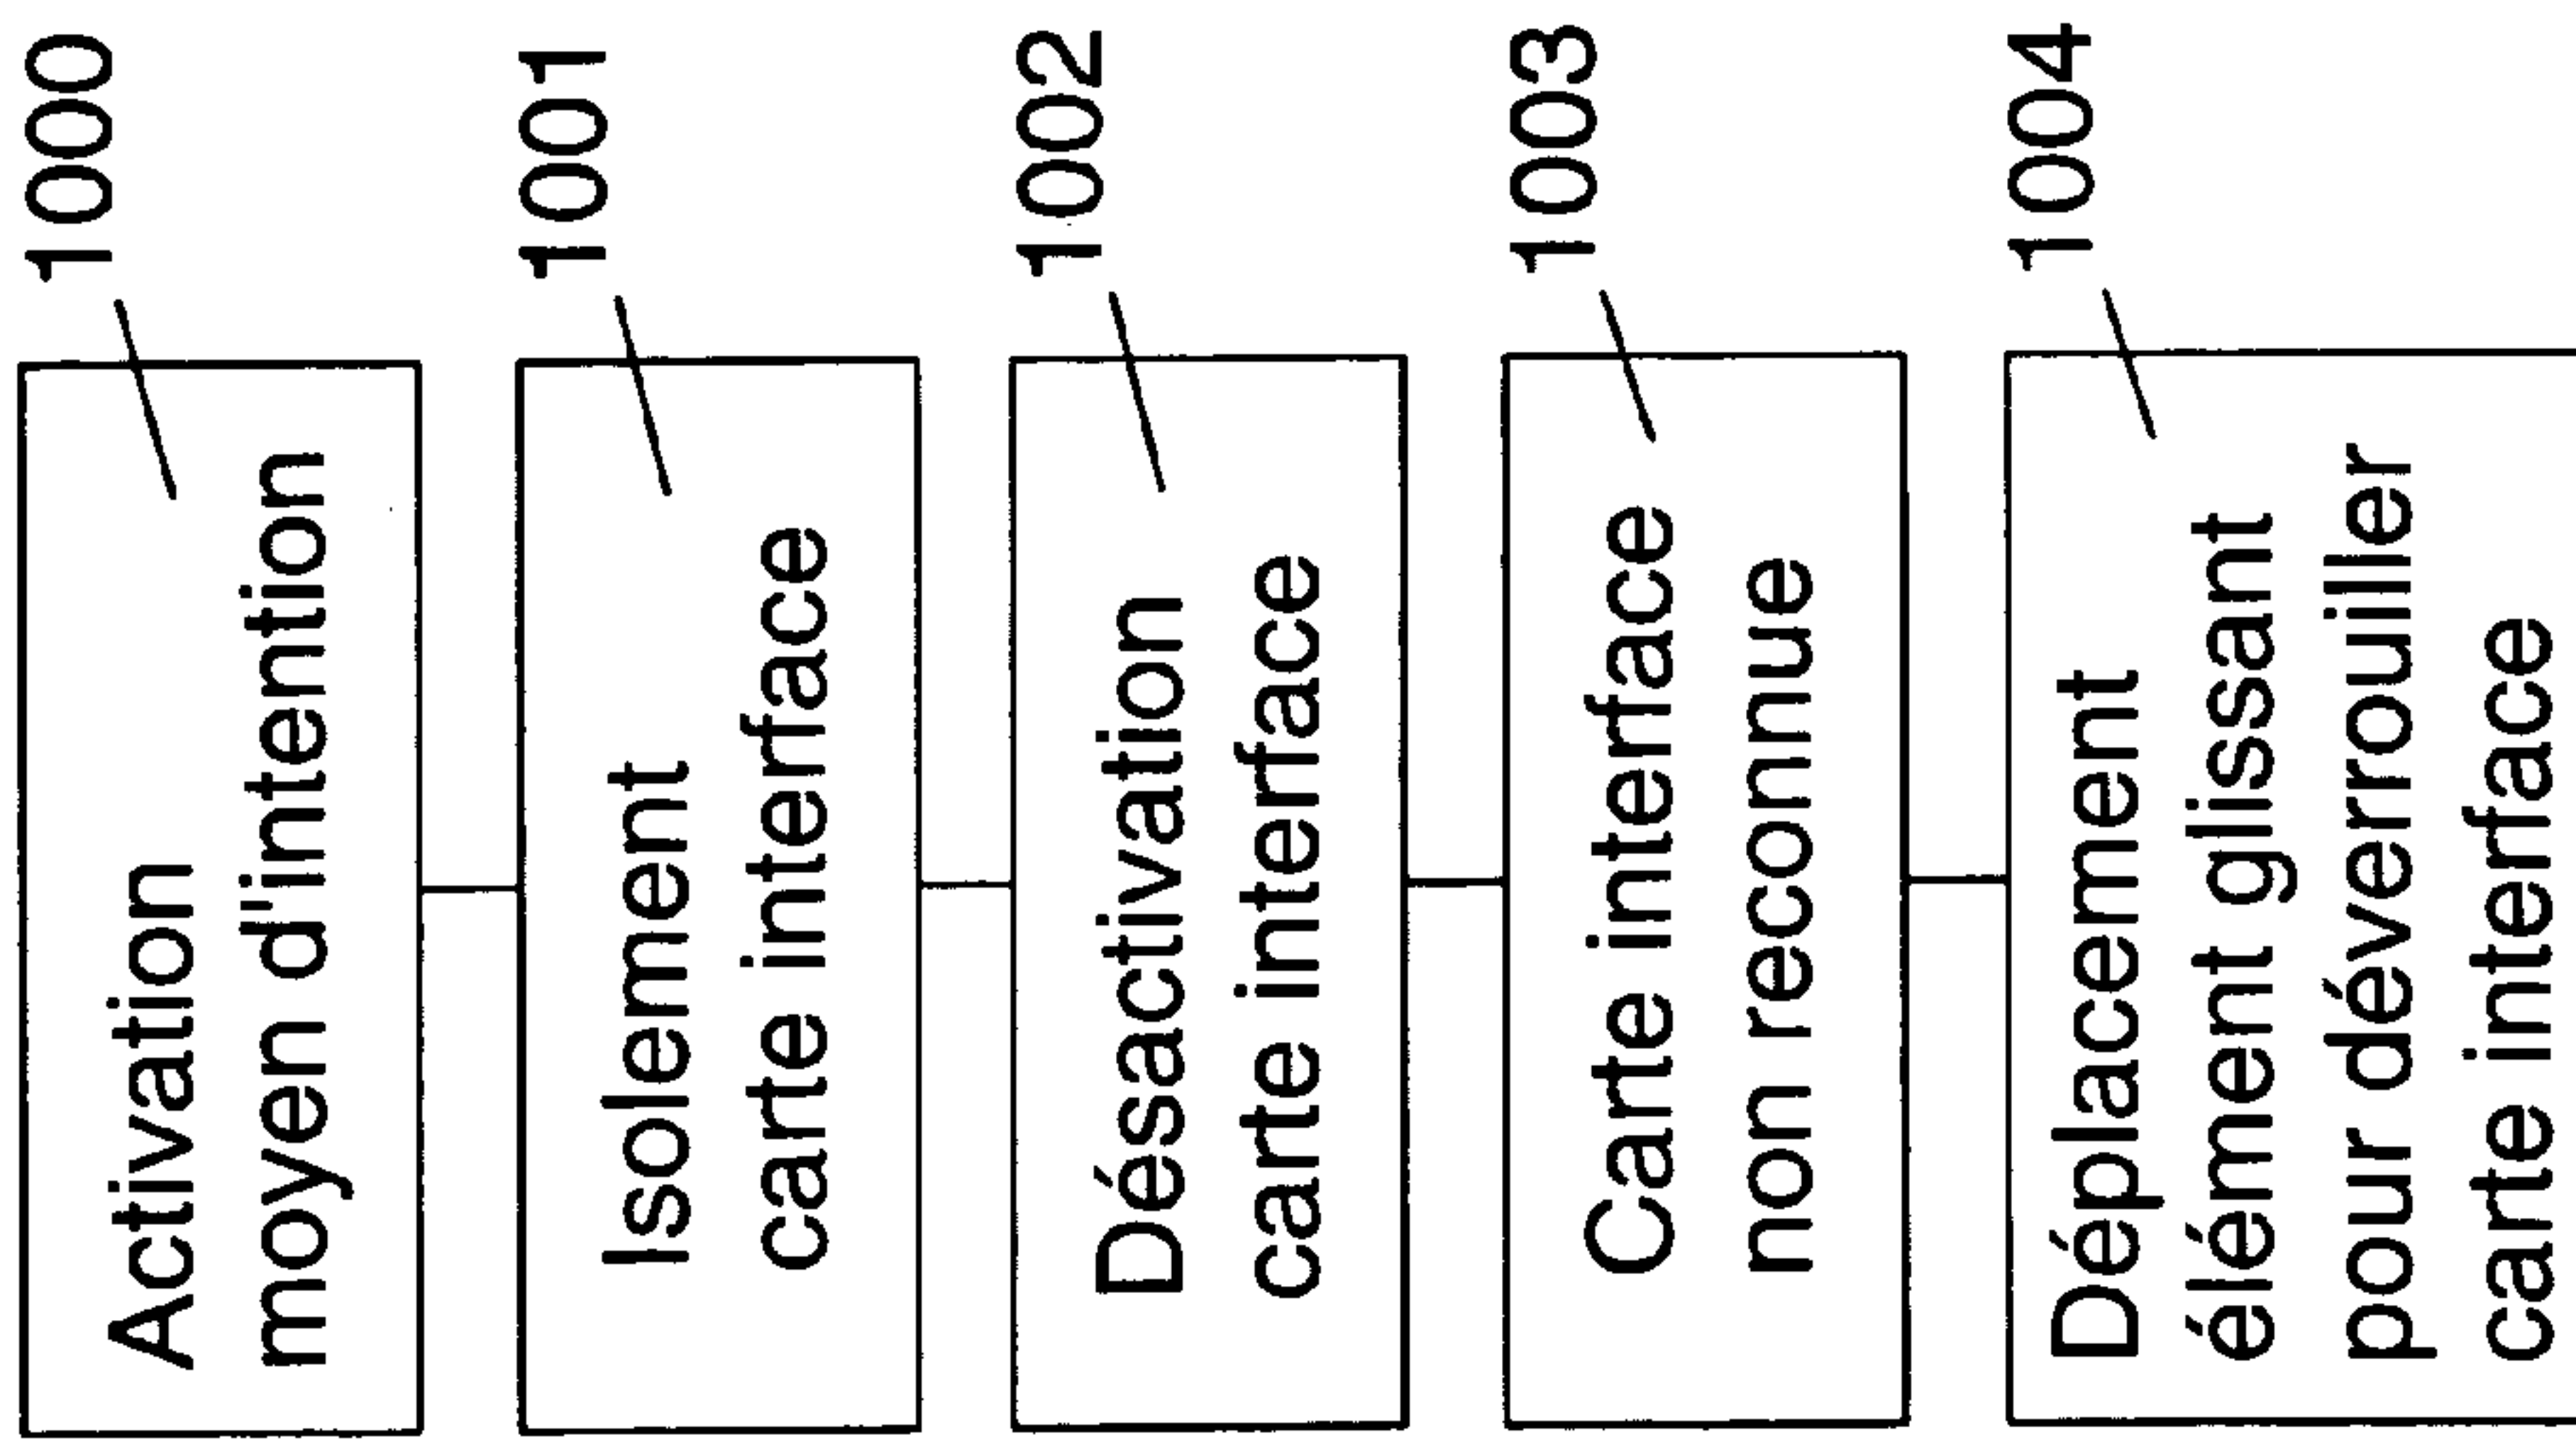 1000
Activation
moyen d'intention
1001
Isolement
carte interface
1002
Désactivation
carte interface
1003
Carte interface
non reconnue
1004
Déplacement
élément glissant
pour déverrouiller
carte interface